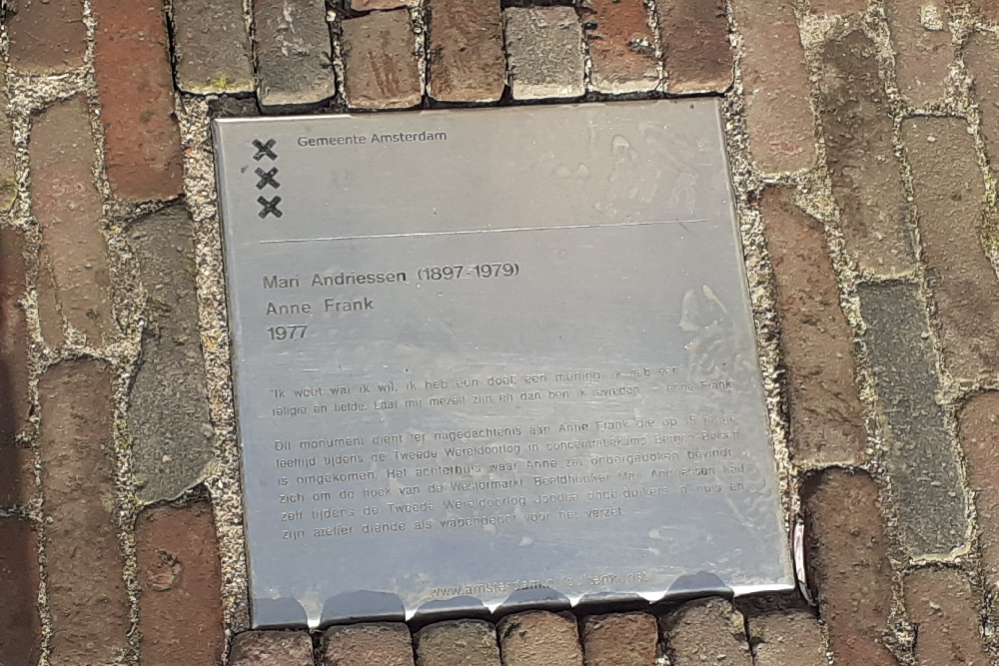 Gemeente Amsterdam
Mari Andriessen (1897-1979)
Anne Frank
1977
'Ik weet wat ik wil, ik heb een doel, een mening, ik heb een
religie en liefde. Laat mij mezelf zijn en dan ben ik tevreden. Anne Frank
Dit monument dient ter nagedachtenis aan Anne Frank die op 15 jarige
leeftijd tijdens de Tweede Wereldoorlog in concentratiekamp Bergen Belsen
is omgekomen. Het achterhuis waar Anne zat ondergedoken bevindt
zich om de hoek van de Westermarkt. Beeldhouwer Mari Andriessen had
zelf tijdens de Tweede Wereldoorlog Joodse onderduikers in huis en
zijn atelier diende als wapendepot voor het verzet.
www.amsterdam.nl/buitenkunst